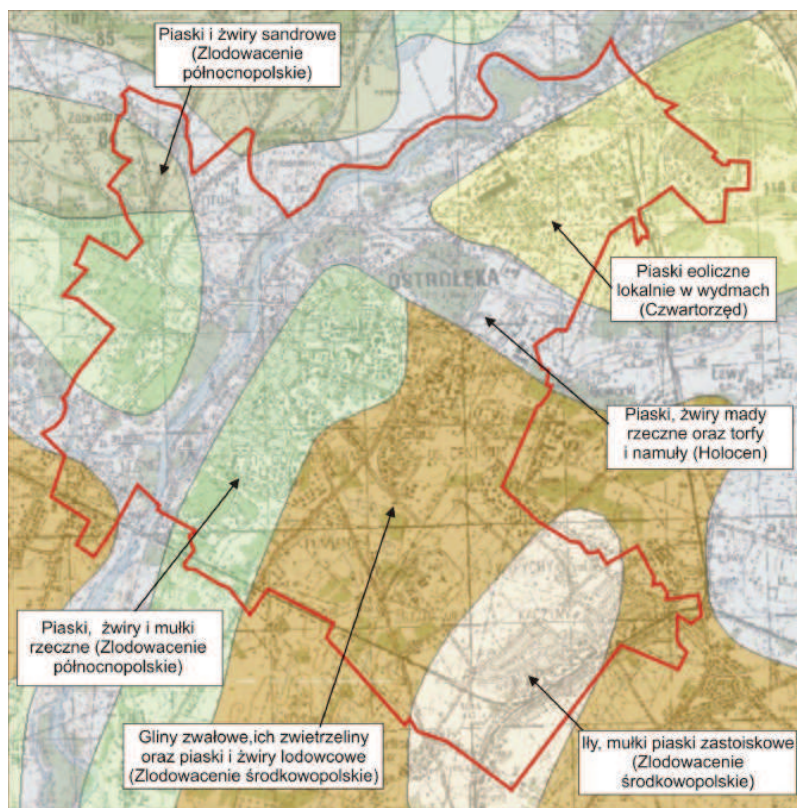 Piaski i żwiry sandrowe
(Zlodowacenie
północnopolskie)
OSTROŁĘKA
Piaski eoliczne
lokalnie w wydmach
(Czwartorzęd)
Piaski, żwiry mady
rzeczne oraz torfy
i namuły (Holocen)
Piaski, żwiry i mułki
rzeczne (Zlodowacenie
północnopolskie)
Gliny zwałowe,ich zwietrzeliny
oraz piaski i żwiry lodowcowe
(Zlodowacenie środkowopolskie)
Iły, mułki piaski zastoiskowe
(Zlodowacenie
środkowopolskie)